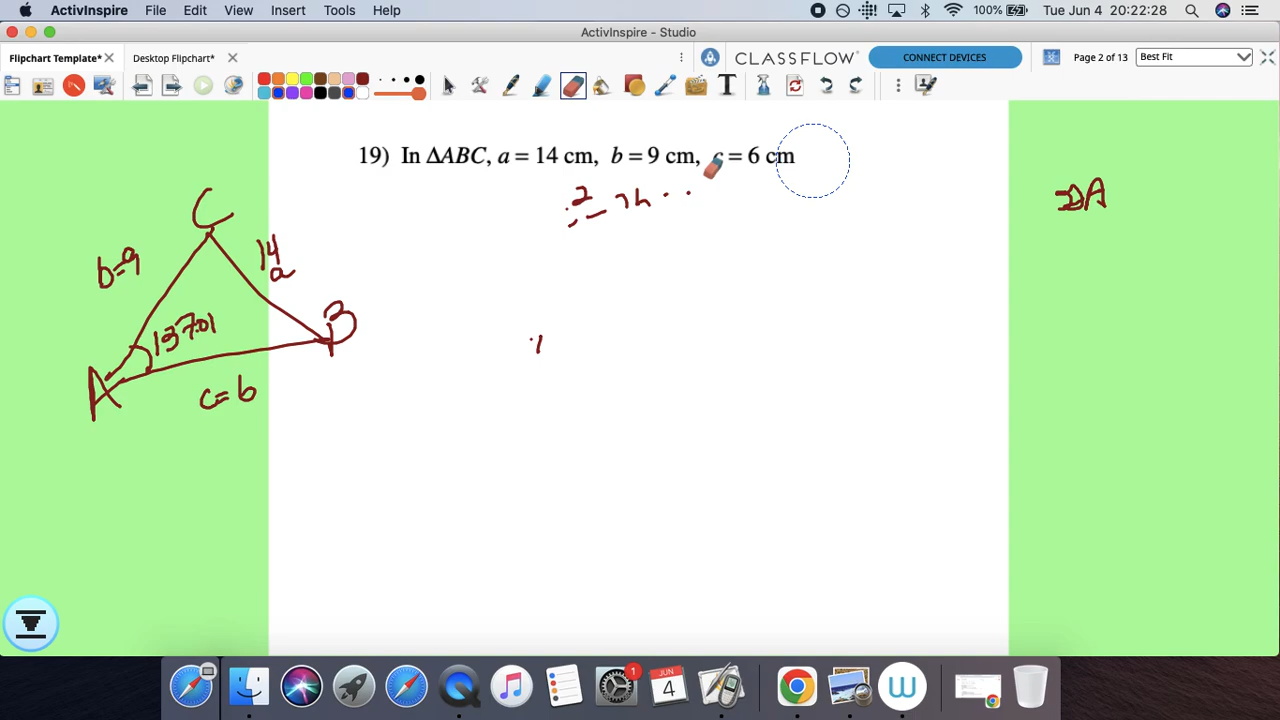 ActivInspire File Edit View Insert Tools Help 100% Tue Jun 4 20:22:28
ActivInspire - Studio
Flipchart Template* Desktop Flipchart* CLASSFLOW CONNECT DEVICES Page 2 of 13 Best Fit
19) In ΔABC, a = 14 cm, b = 9 cm, c = 6 cm
C
b=9
14
a
B
137.01
A
c=6
A
JUN
4
1